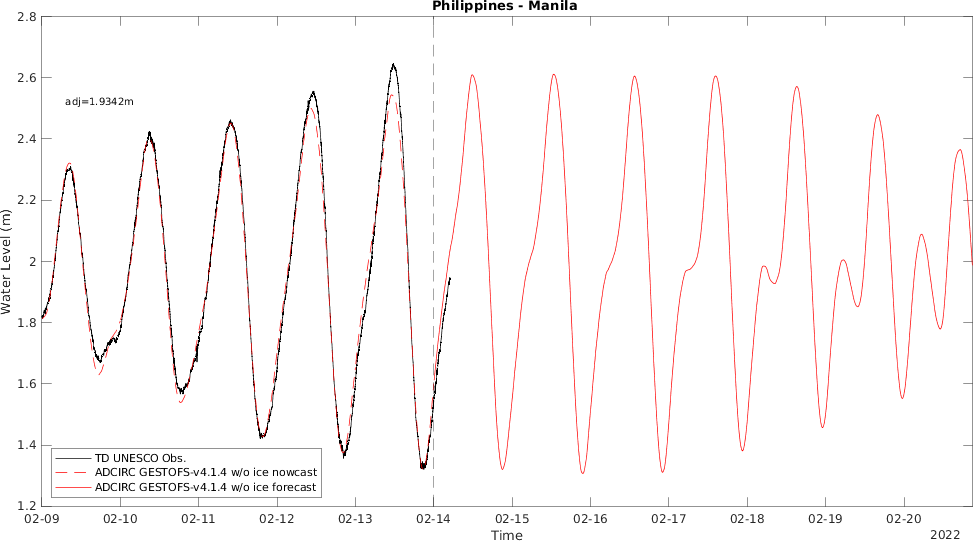 Philippines - Manila
2.8
2.6
2.4
2.2
2
1.8
1.6
1.4
1.2
Water Level (m)
adj=1.9342m
TD UNESCO Obs.
ADCIRC GESTOFS-v4.1.4 w/o ice nowcast
ADCIRC GESTOFS-v4.1.4 w/o ice forecast
02-09 02-10 02-11 02-12 02-13 02-14 02-15 02-16 02-17 02-18 02-19 02-20
Time
2022